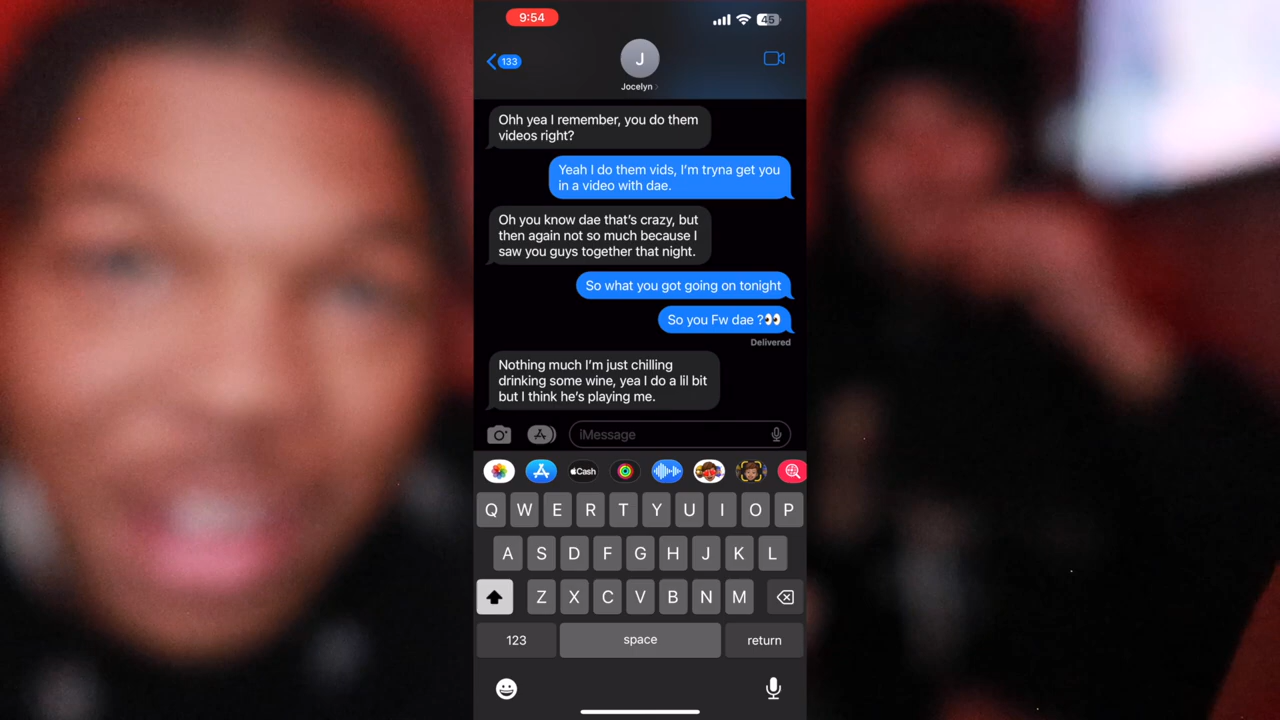 9:54
45
133
J
Jocelyn
Ohh yea I remember, you do them
videos right?
Yeah I do them vids, I'm tryna get you
in a video with dae.
Oh you know dae that's crazy, but
then again not so much because I
saw you guys together that night.
So what you got going on tonight
So you Fw dae ?👀
Delivered
Nothing much I'm just chilling
drinking some wine, yea I do a lil bit
but I think he's playing me.
iMessage
Cash
Q W E R T Y U I O P
A S D F G H J K L
Z X C V B N M
123 space return